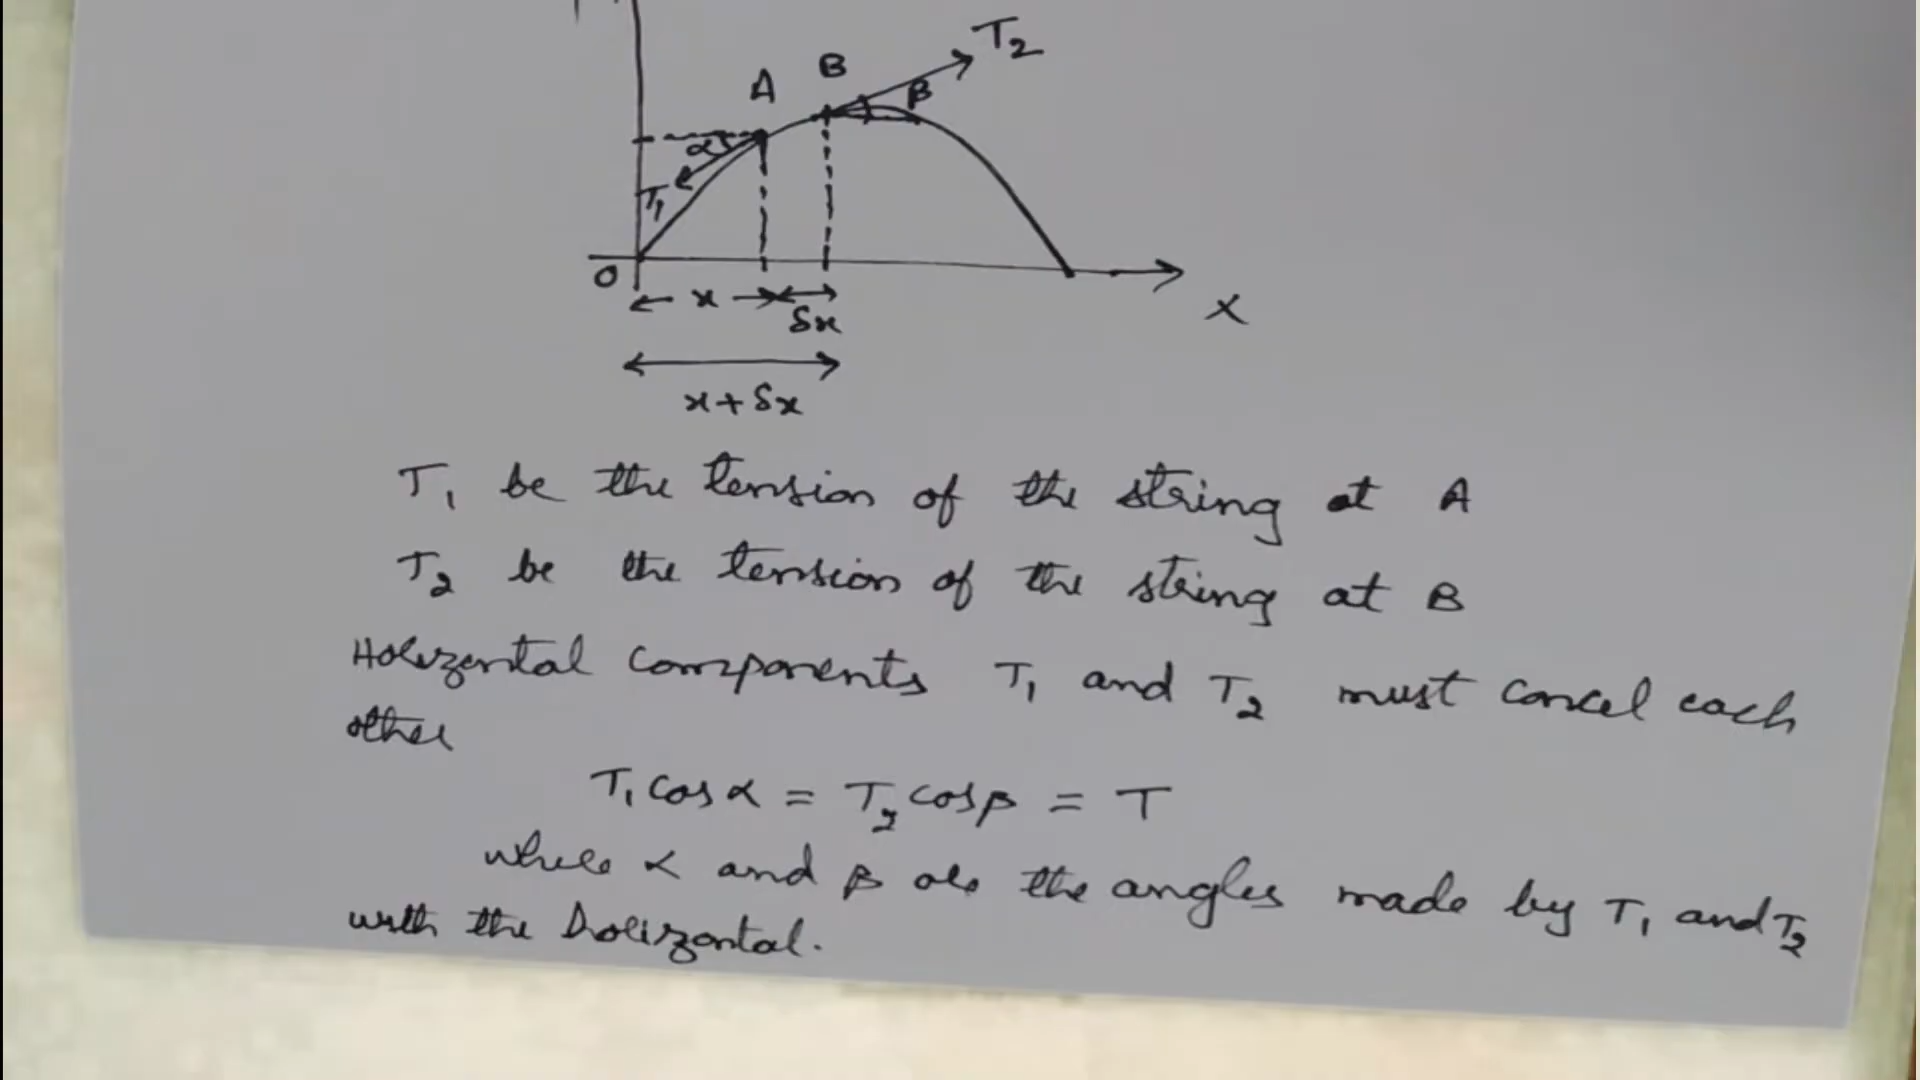 T₂
B
A
β
α
T₁
O
x
δx
X
x + δx
T₁ be the tension of the string at A
T₂ be the tension of the string at B
Horizontal components T₁ and T₂ must cancel each
other
T₁ cos α = T₂ cos β = T
where α and β are the angles made by T₁ and T₂
with the horizontal.